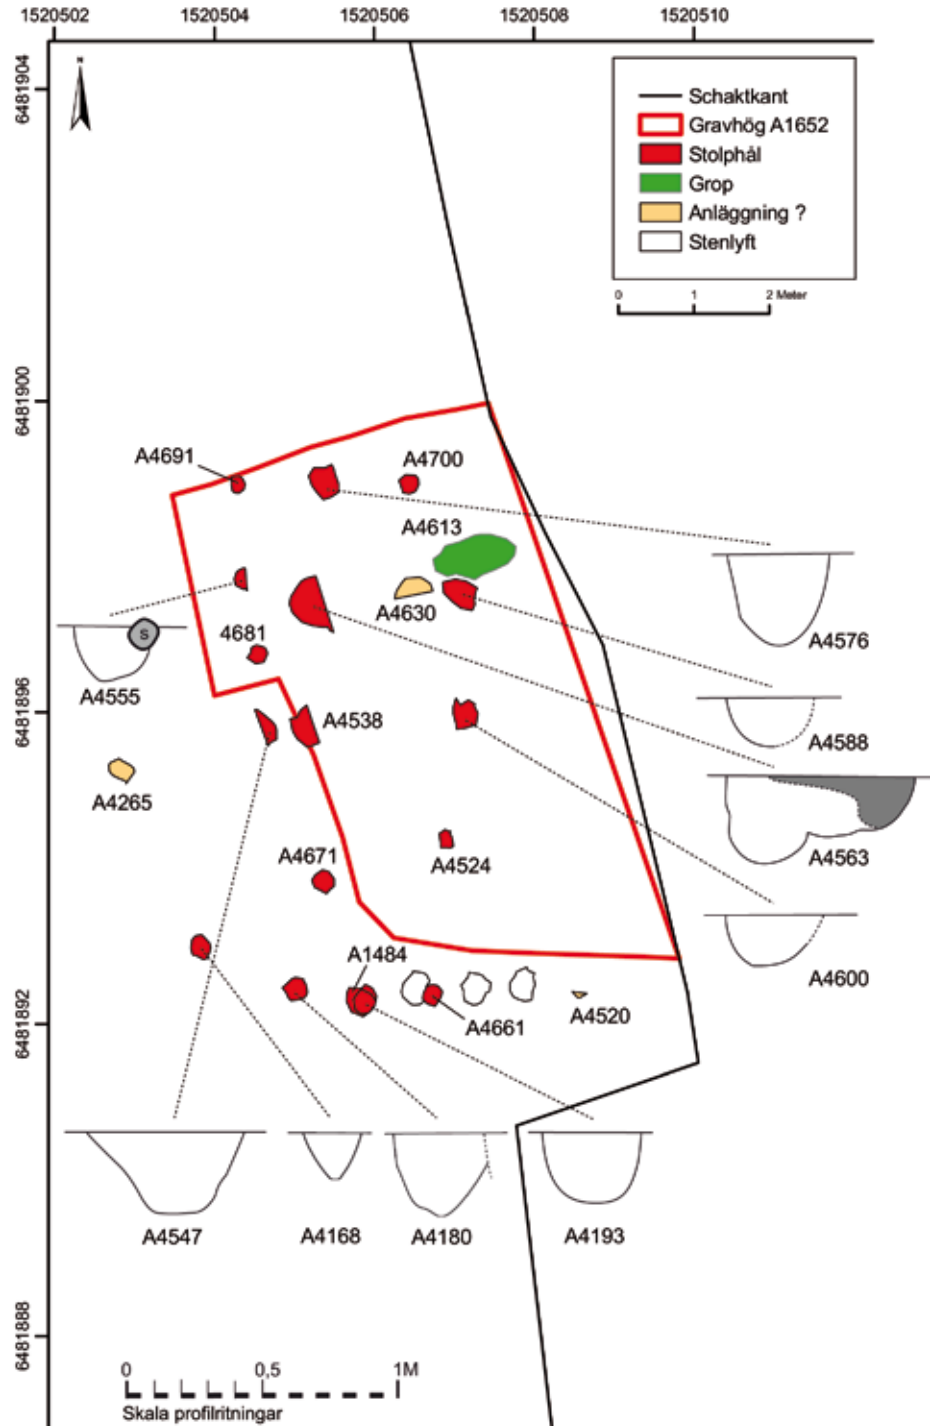 1520502 1520504 1520506 1520508 1520510
6481904
N
Schaktkant
Gravhög A1652
Stolphål
Grop
Anläggning ?
Stenlyft
0 1 2 Meter
6481900
A4691
A4700
A4613
A4630
A4576
4681
S
A4555
A4588
6481896
A4538
A4265
A4563
A4671
A4524
A4600
A1484
A4661
A4520
6481892
A4547
A4168
A4180
A4193
6481888
0 0,5 1M
Skala profilritningar